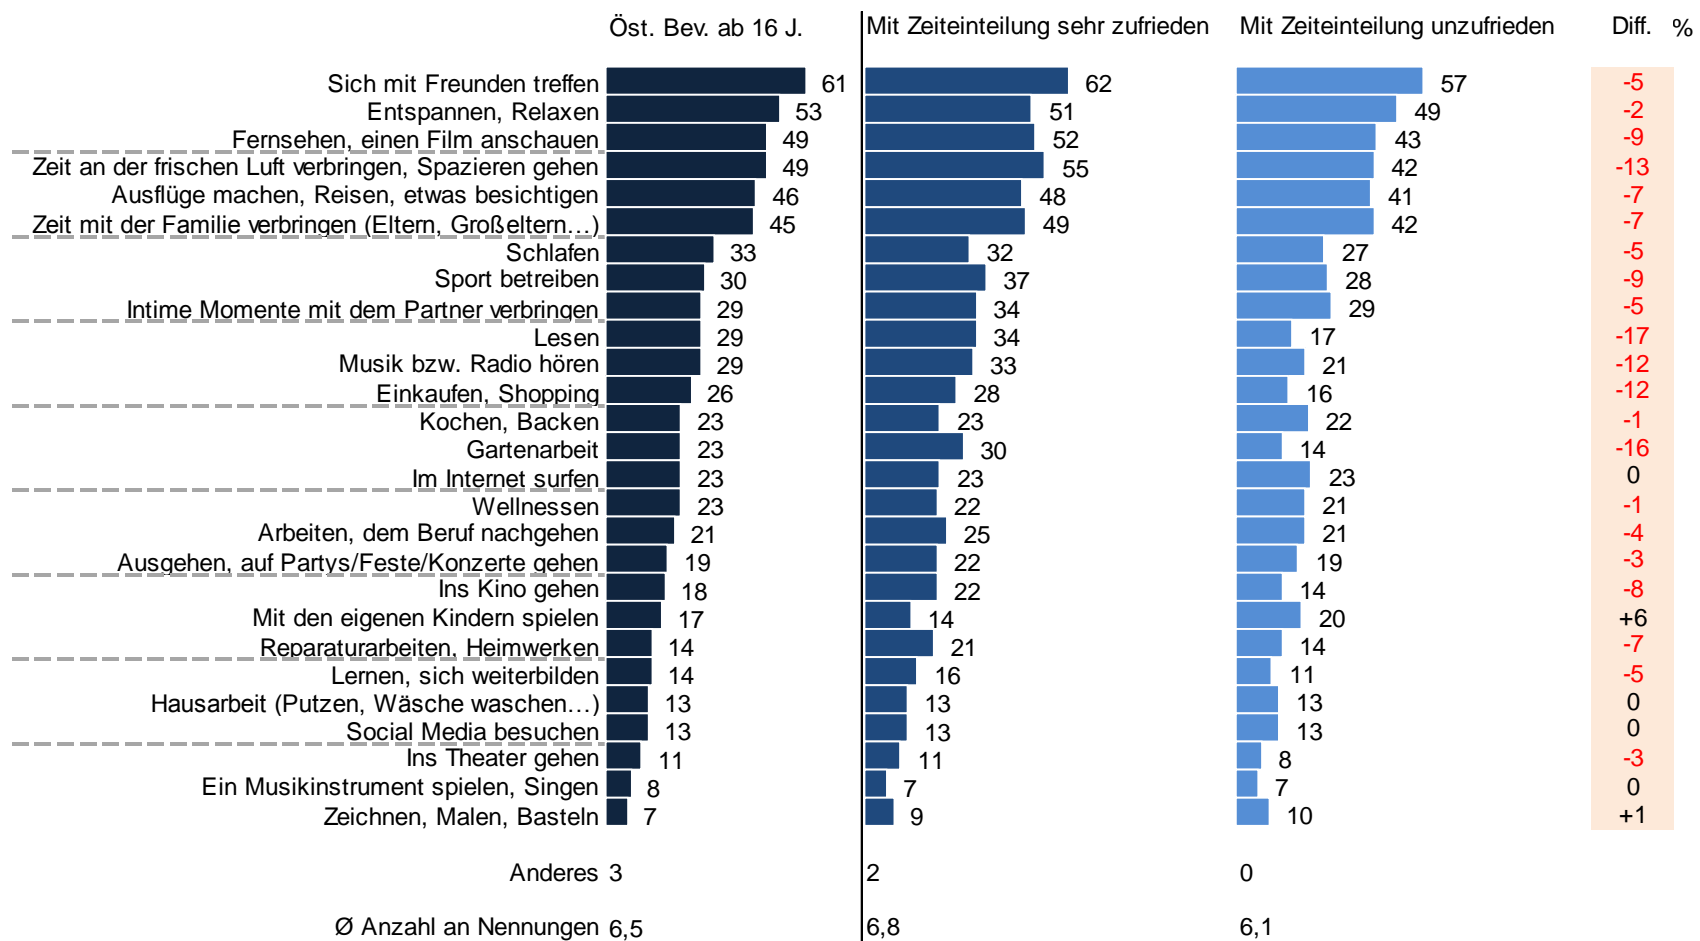 Öst. Bev. ab 16 J. Mit Zeiteinteilung sehr zufrieden Mit Zeiteinteilung unzufrieden Diff. %
Sich mit Freunden treffen 61 62 57 -5
Entspannen, Relaxen 53 51 49 -2
Fernsehen, einen Film anschauen 49 52 43 -9
Zeit an der frischen Luft verbringen, Spazieren gehen 49 55 42 -13
Ausflüge machen, Reisen, etwas besichtigen 46 48 41 -7
Zeit mit der Familie verbringen (Eltern, Großeltern…) 45 49 42 -7
Schlafen 33 32 27 -5
Sport betreiben 30 37 28 -9
Intime Momente mit dem Partner verbringen 29 34 29 -5
Lesen 29 34 17 -17
Musik bzw. Radio hören 29 33 21 -12
Einkaufen, Shopping 26 28 16 -12
Kochen, Backen 23 23 22 -1
Gartenarbeit 23 30 14 -16
Im Internet surfen 23 23 23 0
Wellnessen 23 22 21 -1
Arbeiten, dem Beruf nachgehen 21 25 21 -4
Ausgehen, auf Partys/Feste/Konzerte gehen 19 22 19 -3
Ins Kino gehen 18 22 14 -8
Mit den eigenen Kindern spielen 17 14 20 +6
Reparaturarbeiten, Heimwerken 14 21 14 -7
Lernen, sich weiterbilden 14 16 11 -5
Hausarbeit (Putzen, Wäsche waschen…) 13 13 13 0
Social Media besuchen 13 13 13 0
Ins Theater gehen 11 11 8 -3
Ein Musikinstrument spielen, Singen 8 7 7 0
Zeichnen, Malen, Basteln 7 9 10 +1
Anderes 3 2 0
Ø Anzahl an Nennungen 6,5 6,8 6,1